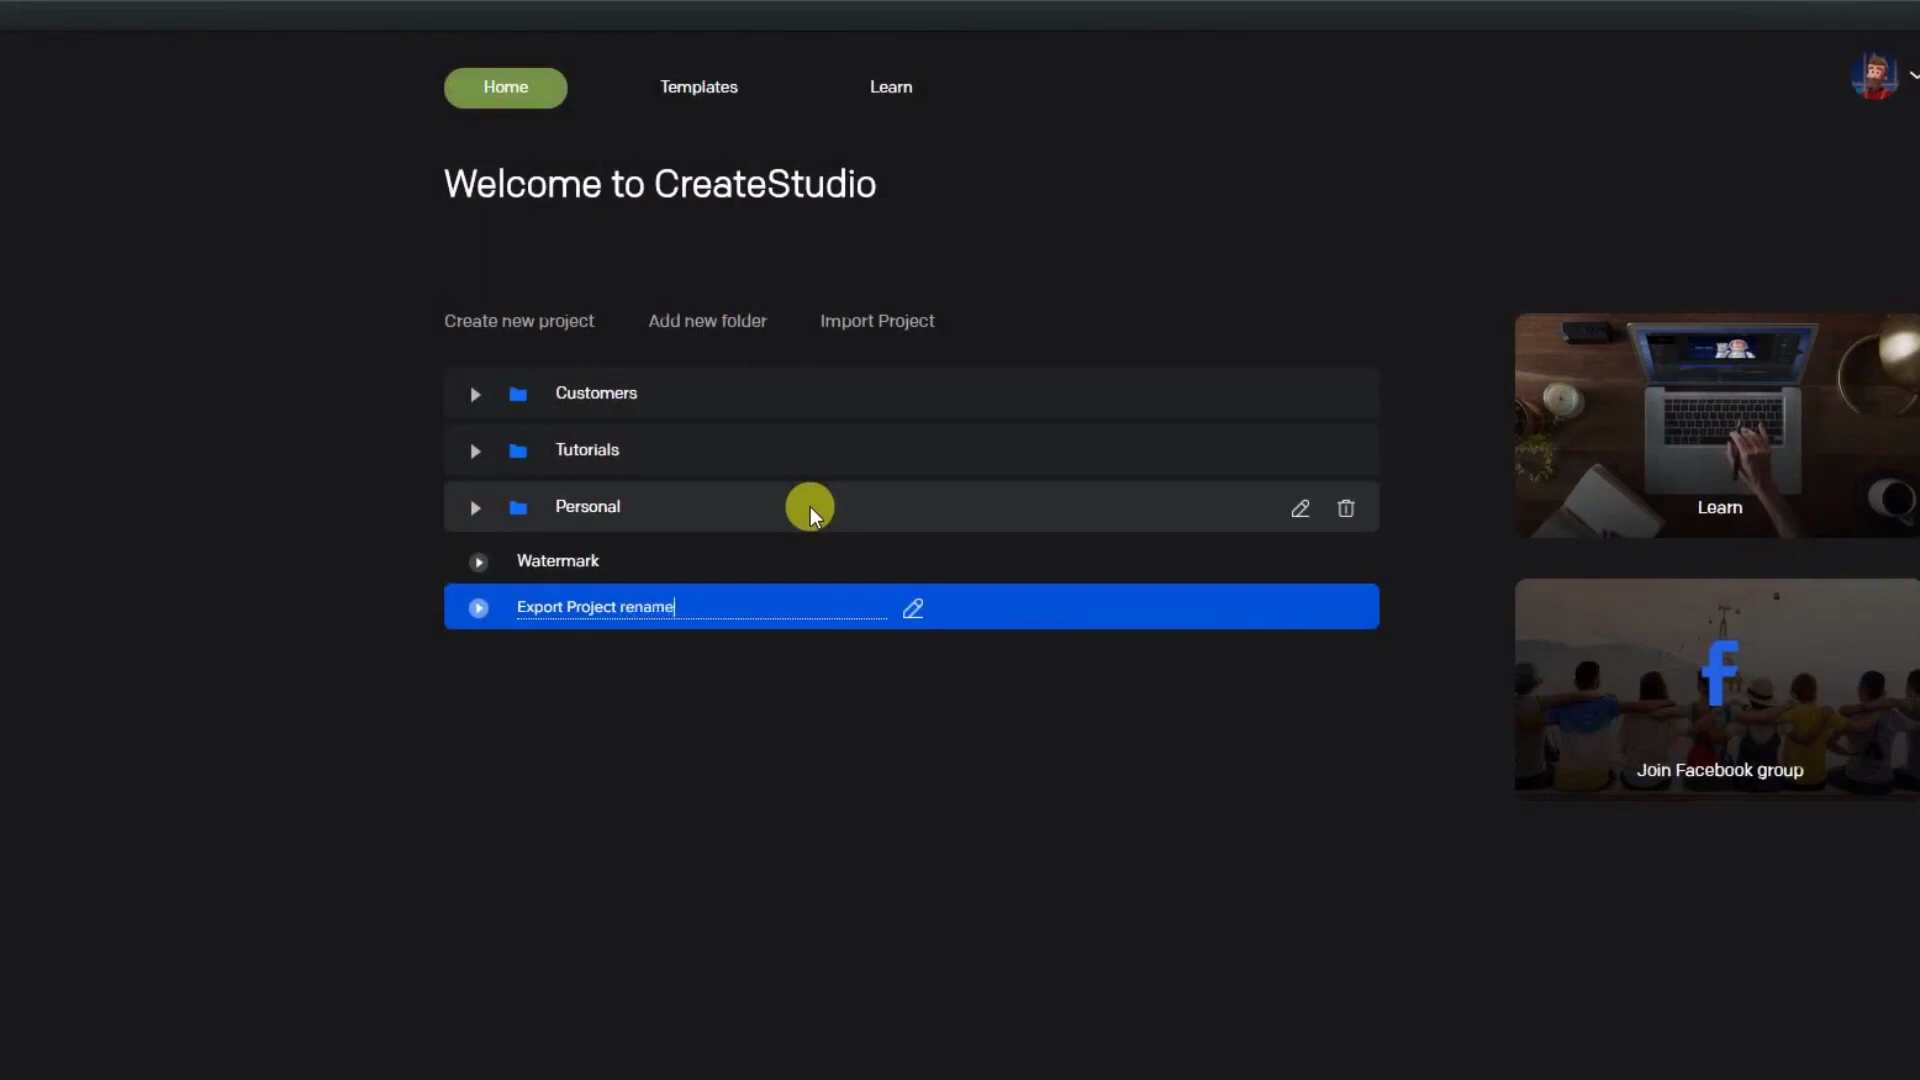 Home
Templates
Learn
Welcome to CreateStudio
Create new project
Add new folder
Import Project
Customers
Tutorials
Personal
Watermark
Export Project rename
Learn
f
Join Facebook group